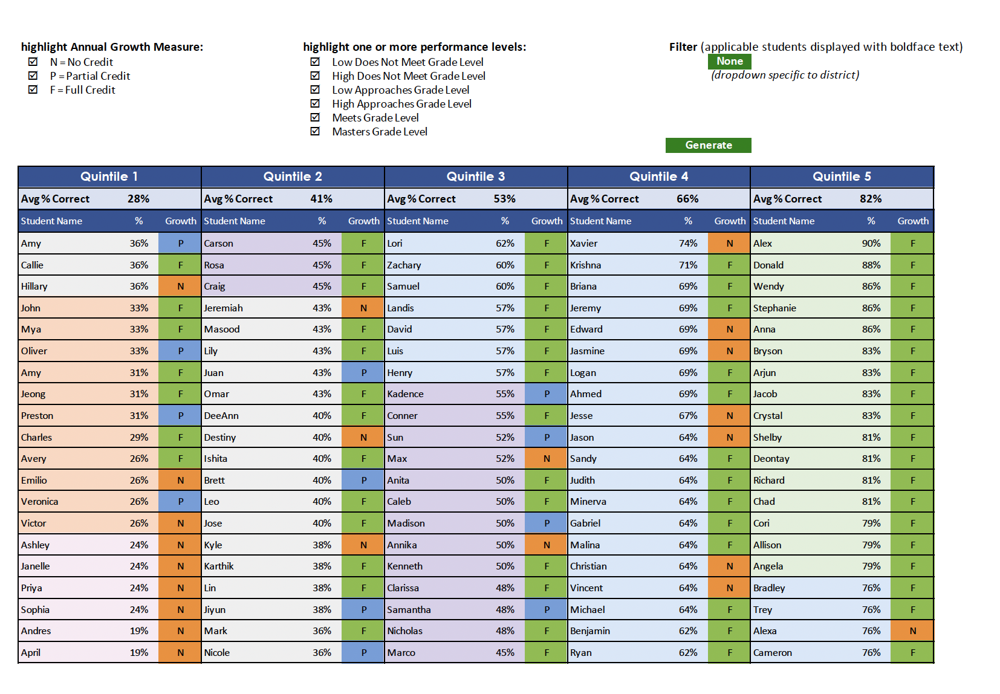 highlight Annual Growth Measure: highlight one or more performance levels: Filter (applicable students displayed with boldface text)
N = No Credit Low Does Not Meet Grade Level None
P = Partial Credit High Does Not Meet Grade Level (dropdown specific to district)
F = Full Credit Low Approaches Grade Level
High Approaches Grade Level
Meets Grade Level
Masters Grade Level
Generate
Quintile 1 Quintile 2 Quintile 3 Quintile 4 Quintile 5
Avg % Correct 28% Avg % Correct 41% Avg % Correct 53% Avg % Correct 66% Avg % Correct 82%
Student Name % Growth Student Name % Growth Student Name % Growth Student Name % Growth Student Name % Growth
Amy 36% P Carson 45% F Lori 62% F Xavier 74% N Alex 90% F
Callie 36% F Rosa 45% F Zachary 60% F Krishna 71% F Donald 88% F
Hillary 36% N Craig 45% F Samuel 60% F Briana 69% F Wendy 86% F
John 33% F Jeremiah 43% N Landis 57% F Jeremy 69% F Stephanie 86% F
Mya 33% F Masood 43% F David 57% F Edward 69% N Anna 86% F
Oliver 33% P Lily 43% F Luis 57% F Jasmine 69% N Bryson 83% F
Amy 31% F Juan 43% P Henry 57% F Logan 69% F Arjun 83% F
Jeong 31% F Omar 43% F Kadence 55% P Ahmed 69% F Jacob 83% F
Preston 31% P DeeAnn 40% F Conner 55% F Jesse 67% N Crystal 83% F
Charles 29% F Destiny 40% N Sun 52% P Jason 64% N Shelby 81% F
Avery 26% F Ishita 40% F Max 52% N Sandy 64% F Deontay 81% F
Emilio 26% N Brett 40% P Anita 50% F Judith 64% F Richard 81% F
Veronica 26% P Leo 40% F Caleb 50% F Minerva 64% F Chad 81% F
Victor 26% N Jose 40% F Madison 50% P Gabriel 64% F Cori 79% F
Ashley 24% N Kyle 38% N Annika 50% N Malina 64% F Allison 79% F
Janelle 24% N Karthik 38% F Kenneth 50% F Christian 64% N Angela 79% F
Priya 24% N Lin 38% F Clarissa 48% F Vincent 64% N Bradley 76% F
Sophia 24% N Jiyun 38% P Samantha 48% P Michael 64% F Trey 76% F
Andres 19% N Mark 36% F Nicholas 48% F Benjamin 62% F Alexa 76% N
April 19% N Nicole 36% P Marco 45% F Ryan 62% F Cameron 76% F